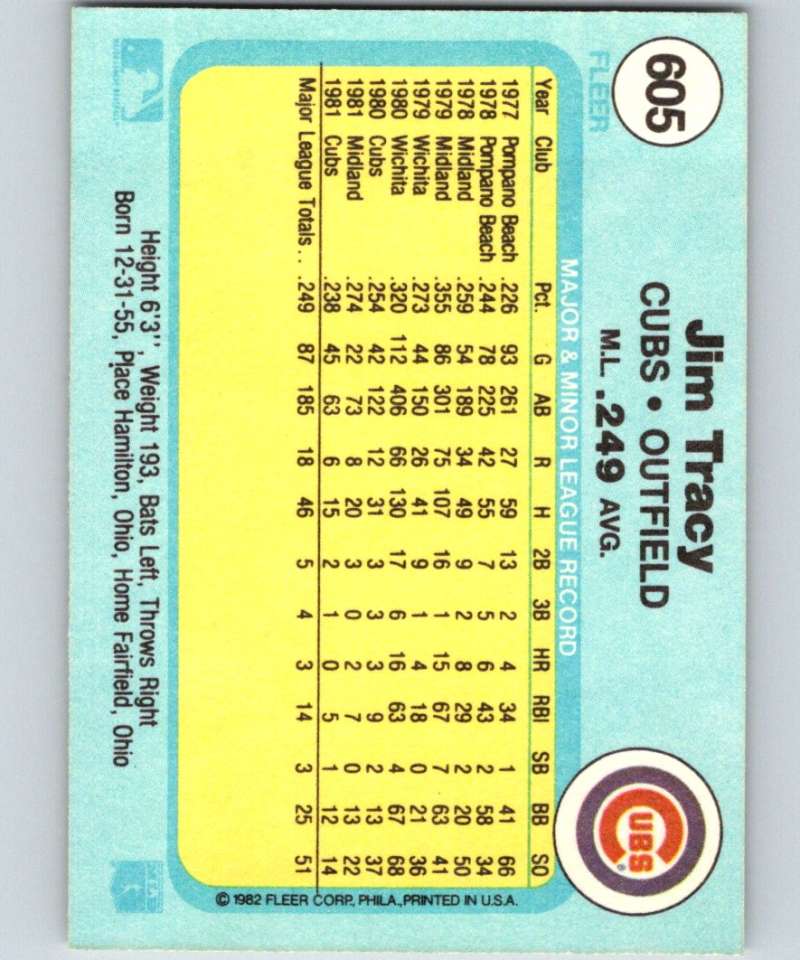 605
FLEER
Jim Tracy
CUBS • OUTFIELD
M.L. .249 AVG.
CUBS
MAJOR & MINOR LEAGUE RECORD
Year Club Pct. G AB R H 2B 3B HR RBI SB BB SO
1977 Pompano Beach .226 93 261 27 59 13 2 4 34 1 41 66
1978 Pompano Beach .244 78 225 42 55 7 5 6 43 2 58 34
1978 Midland .259 54 189 34 49 9 2 8 29 2 20 50
1979 Midland .355 86 301 75 107 16 1 15 67 7 63 41
1979 Wichita .273 44 150 26 41 9 1 4 18 0 21 36
1980 Wichita .320 112 406 66 130 17 6 16 63 4 67 68
1980 Cubs .254 42 122 12 31 3 3 3 9 2 13 37
1981 Midland .274 22 73 8 20 3 0 2 7 0 13 22
1981 Cubs .238 45 63 6 15 2 1 0 5 1 12 14
Major League Totals . . .249 87 185 18 46 5 4 3 14 3 25 51
Height 6'3", Weight 193, Bats Left, Throws Right
Born 12-31-55, Place Hamilton, Ohio, Home Fairfield, Ohio
© 1982 FLEER CORP., PHILA., PRINTED IN U.S.A.